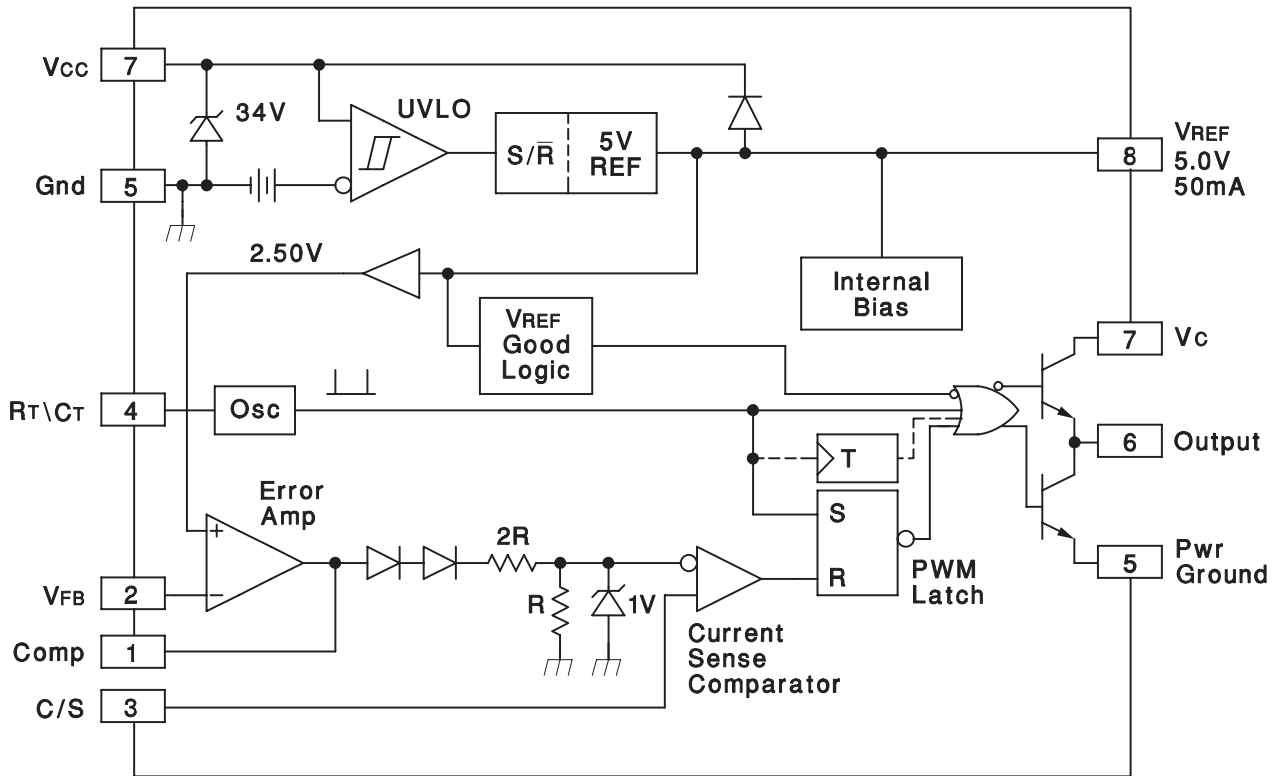 VCC 7
34V
UVLO
S/R̅
5V
REF
8
VREF
5.0V
50mA
Gnd 5
2.50V
Internal
Bias
VREF
Good
Logic
7 VC
RT\CT 4
Osc
T
6 Output
Error
Amp
+
−
S
R
PWM
Latch
2R
R
1V
5
Pwr
Ground
VFB 2
Comp 1
Current
Sense
Comparator
C/S 3